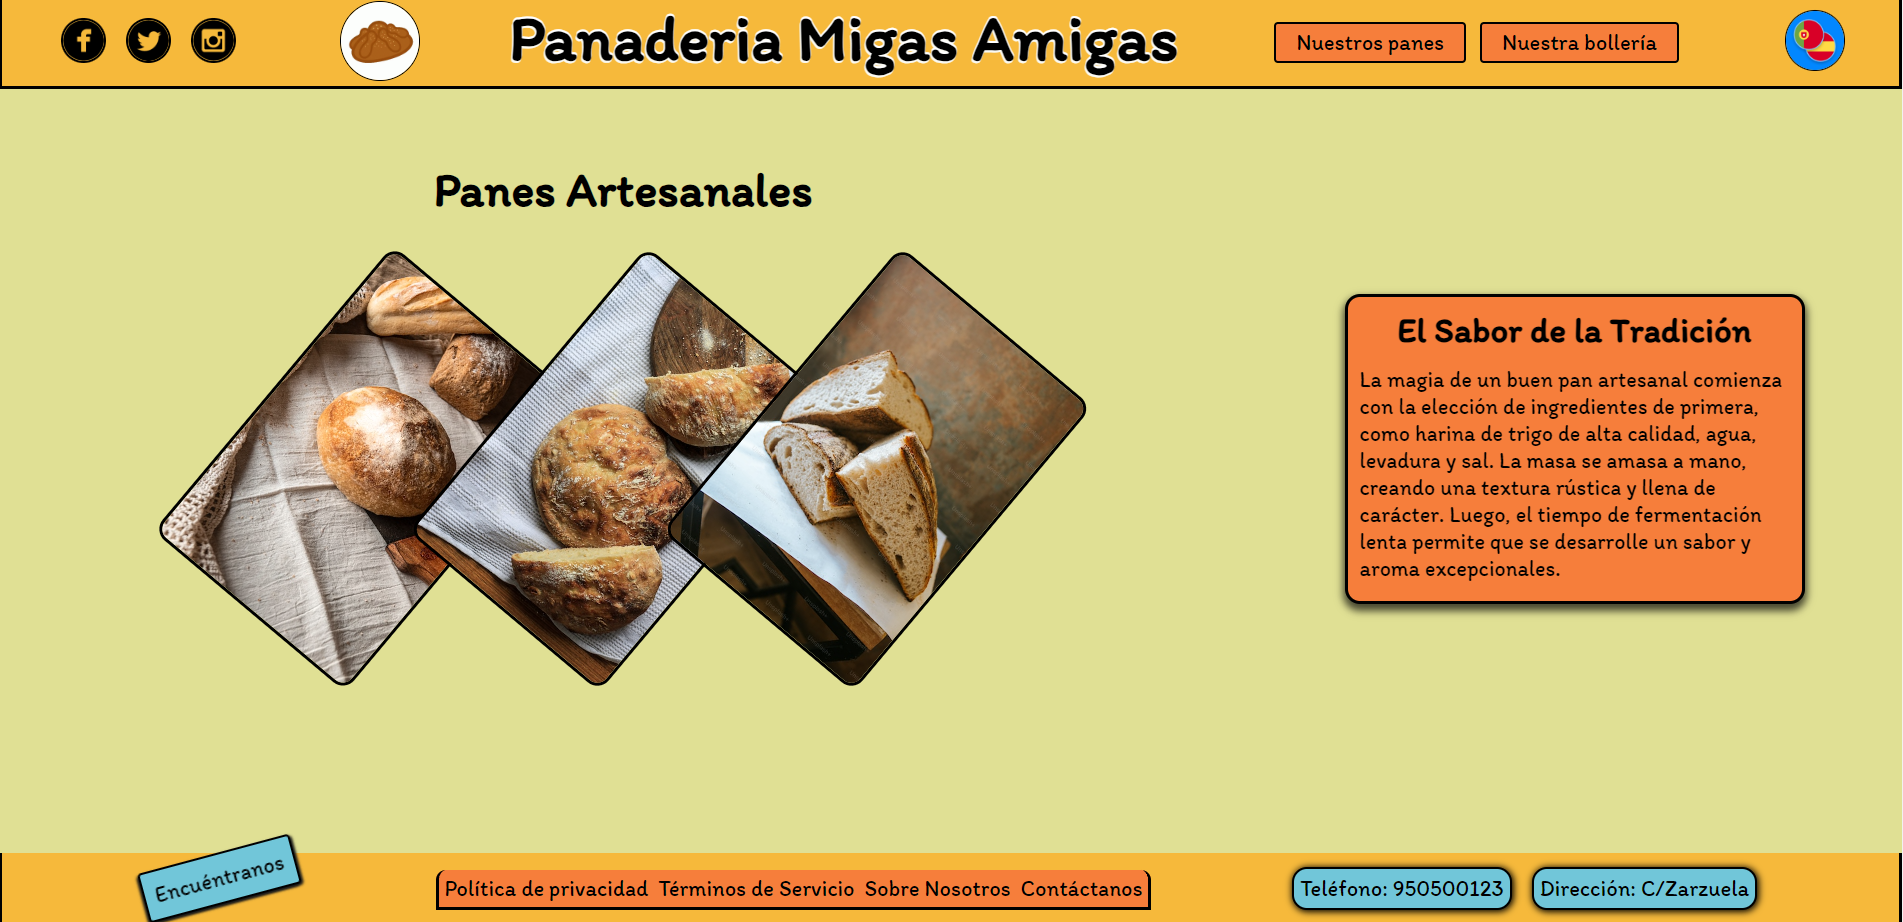 Panaderia Migas Amigas
Nuestros panes
Nuestra bollería
Panes Artesanales
El Sabor de la Tradición
La magia de un buen pan artesanal comienza
con la elección de ingredientes de primera,
como harina de trigo de alta calidad, agua,
levadura y sal. La masa se amasa a mano,
creando una textura rústica y llena de
carácter. Luego, el tiempo de fermentación
lenta permite que se desarrolle un sabor y
aroma excepcionales.
Encuéntranos
Política de privacidad Términos de Servicio Sobre Nosotros Contáctanos
Teléfono: 950500123
Dirección: C/Zarzuela